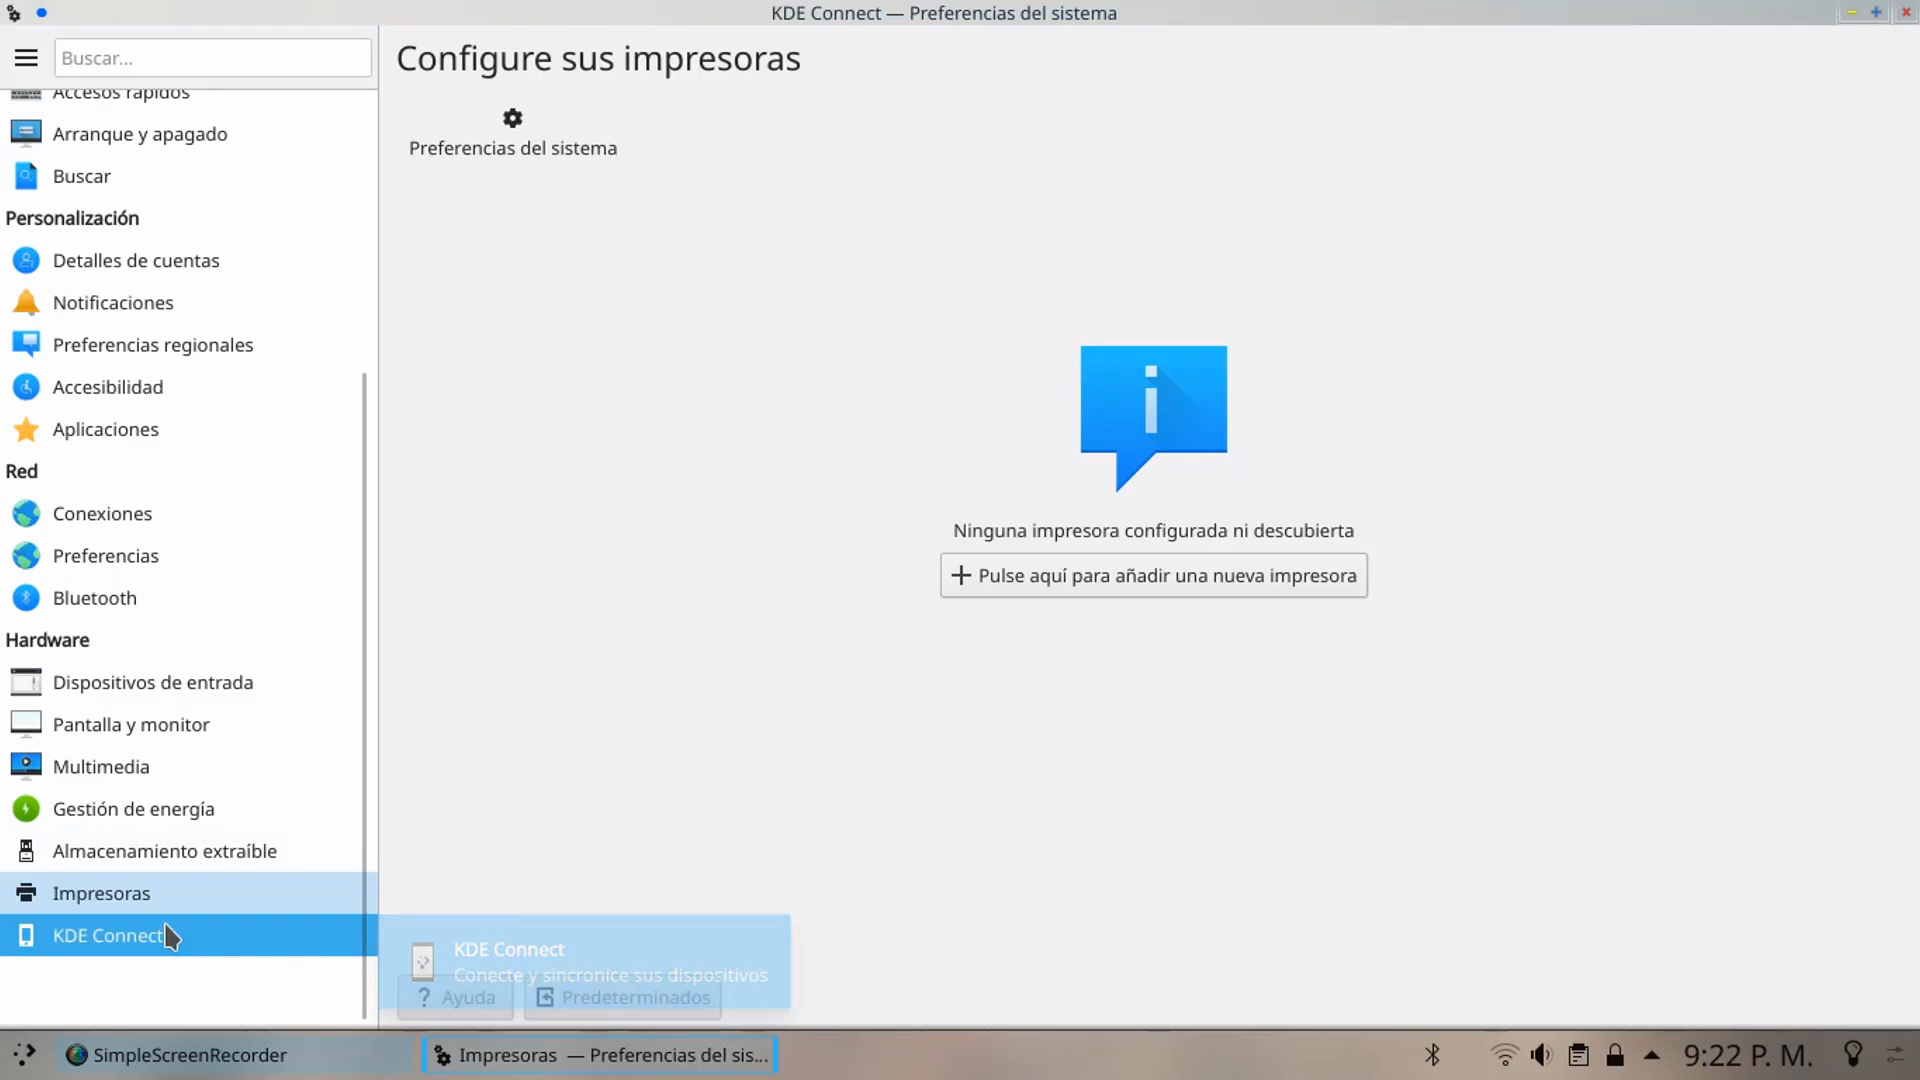 KDE Connect — Preferencias del sistema
Buscar...
Configure sus impresoras
Accesos rápidos
Preferencias del sistema
Arranque y apagado
Buscar
Personalización
Detalles de cuentas
Notificaciones
Preferencias regionales
Accesibilidad
Aplicaciones
Red
Conexiones
Preferencias
Bluetooth
Hardware
Dispositivos de entrada
Pantalla y monitor
Multimedia
Gestión de energía
Almacenamiento extraíble
Impresoras
KDE Connect
Ninguna impresora configurada ni descubierta
Pulse aquí para añadir una nueva impresora
KDE Connect
Conecte y sincronice sus dispositivos
? Ayuda
Predeterminados
SimpleScreenRecorder
Impresoras — Preferencias del sis...
9:22 P. M.